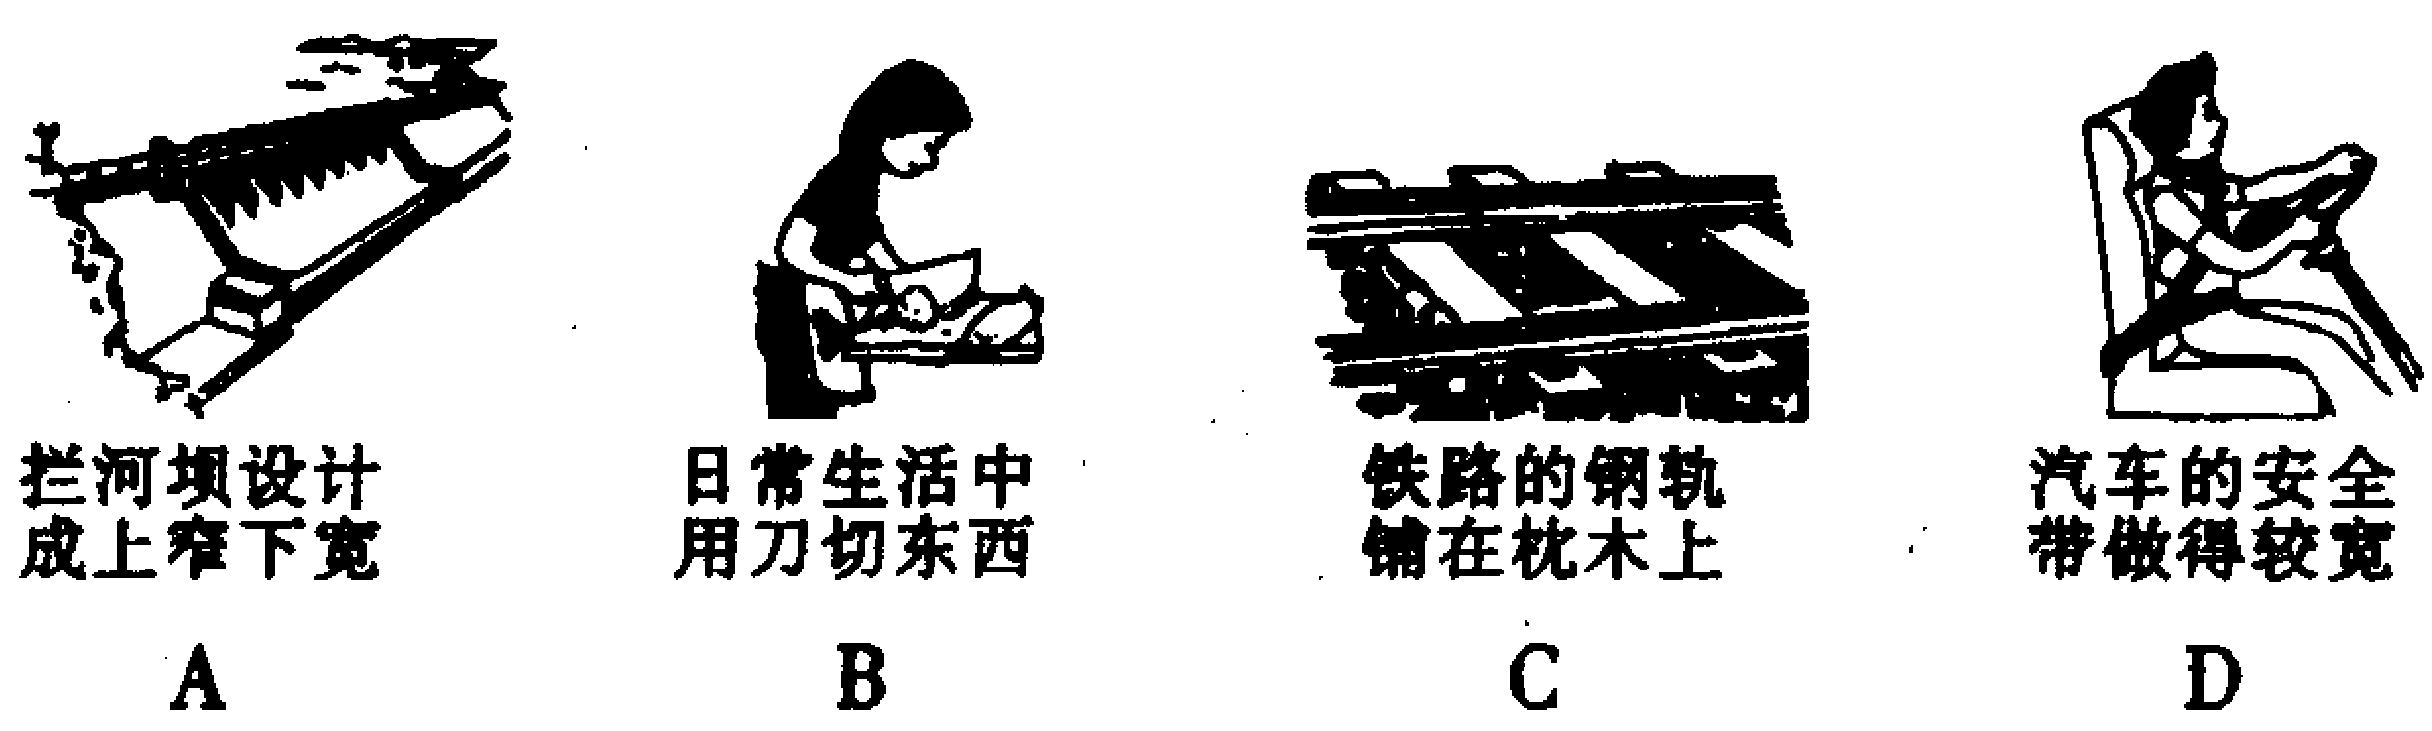 拦河坝设计
成上窄下宽
A
日常生活中
用刀切东西
B
铁路的钢轨
铺在枕木上
C
汽车的安全
带做得较宽
D